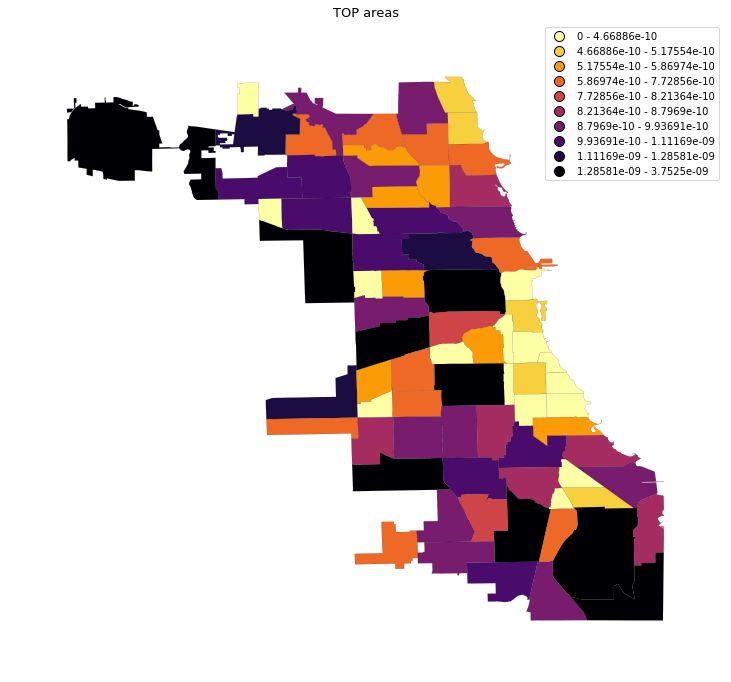 TOP areas
0 - 4.66886e-10
4.66886e-10 - 5.17554e-10
5.17554e-10 - 5.86974e-10
5.86974e-10 - 7.72856e-10
7.72856e-10 - 8.21364e-10
8.21364e-10 - 8.7969e-10
8.7969e-10 - 9.93691e-10
9.93691e-10 - 1.11169e-09
1.11169e-09 - 1.28581e-09
1.28581e-09 - 3.7525e-09